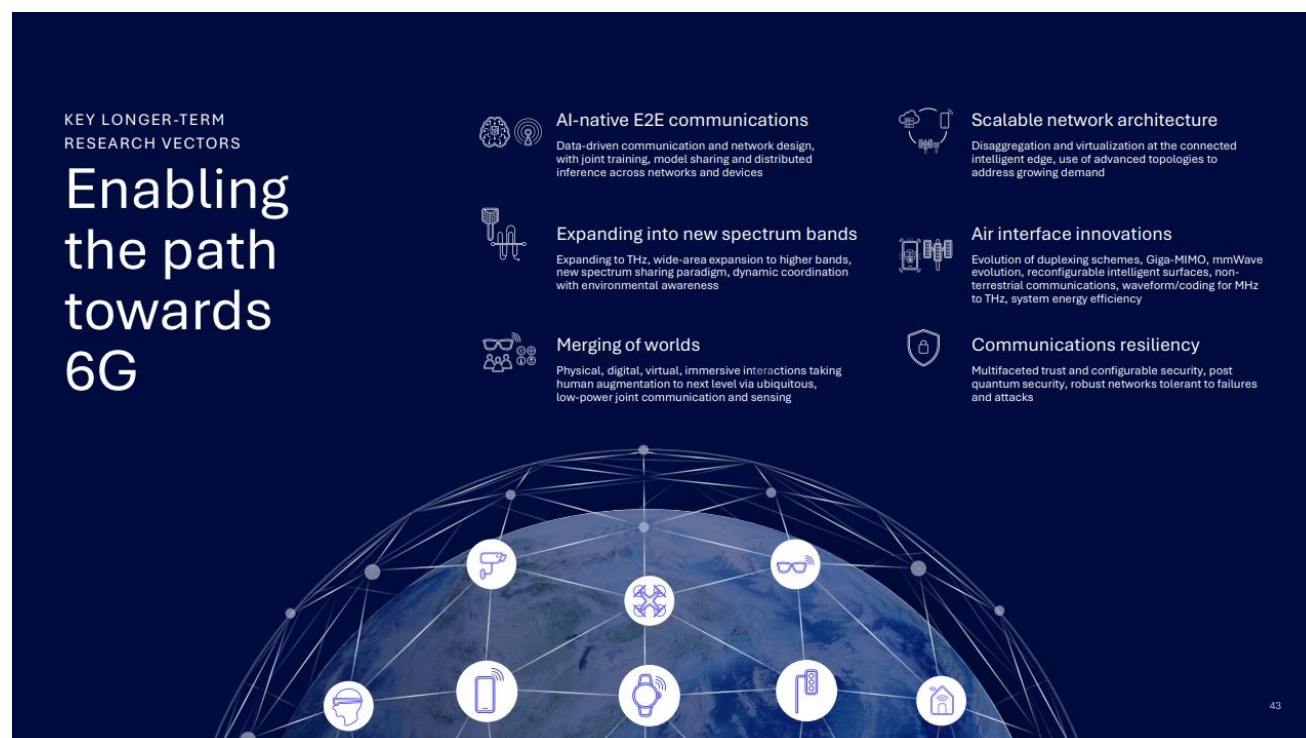 KEY LONGER-TERM
RESEARCH VECTORS
Enabling
the path
towards
6G
AI-native E2E communications
Data-driven communication and network design,
with joint training, model sharing and distributed
inference across networks and devices
Scalable network architecture
Disaggregation and virtualization at the connected
intelligent edge, use of advanced topologies to
address growing demand
Expanding into new spectrum bands
Expanding to THz, wide-area expansion to higher bands,
new spectrum sharing paradigm, dynamic coordination
with environmental awareness
Air interface innovations
Evolution of duplexing schemes, Giga-MIMO, mmWave
evolution, reconfigurable intelligent surfaces, non-
terrestrial communications, waveform/coding for MHz
to THz, system energy efficiency
Merging of worlds
Physical, digital, virtual, immersive interactions taking
human augmentation to next level via ubiquitous,
low-power joint communication and sensing
Communications resiliency
Multifaceted trust and configurable security, post
quantum security, robust networks tolerant to failures
and attacks
43